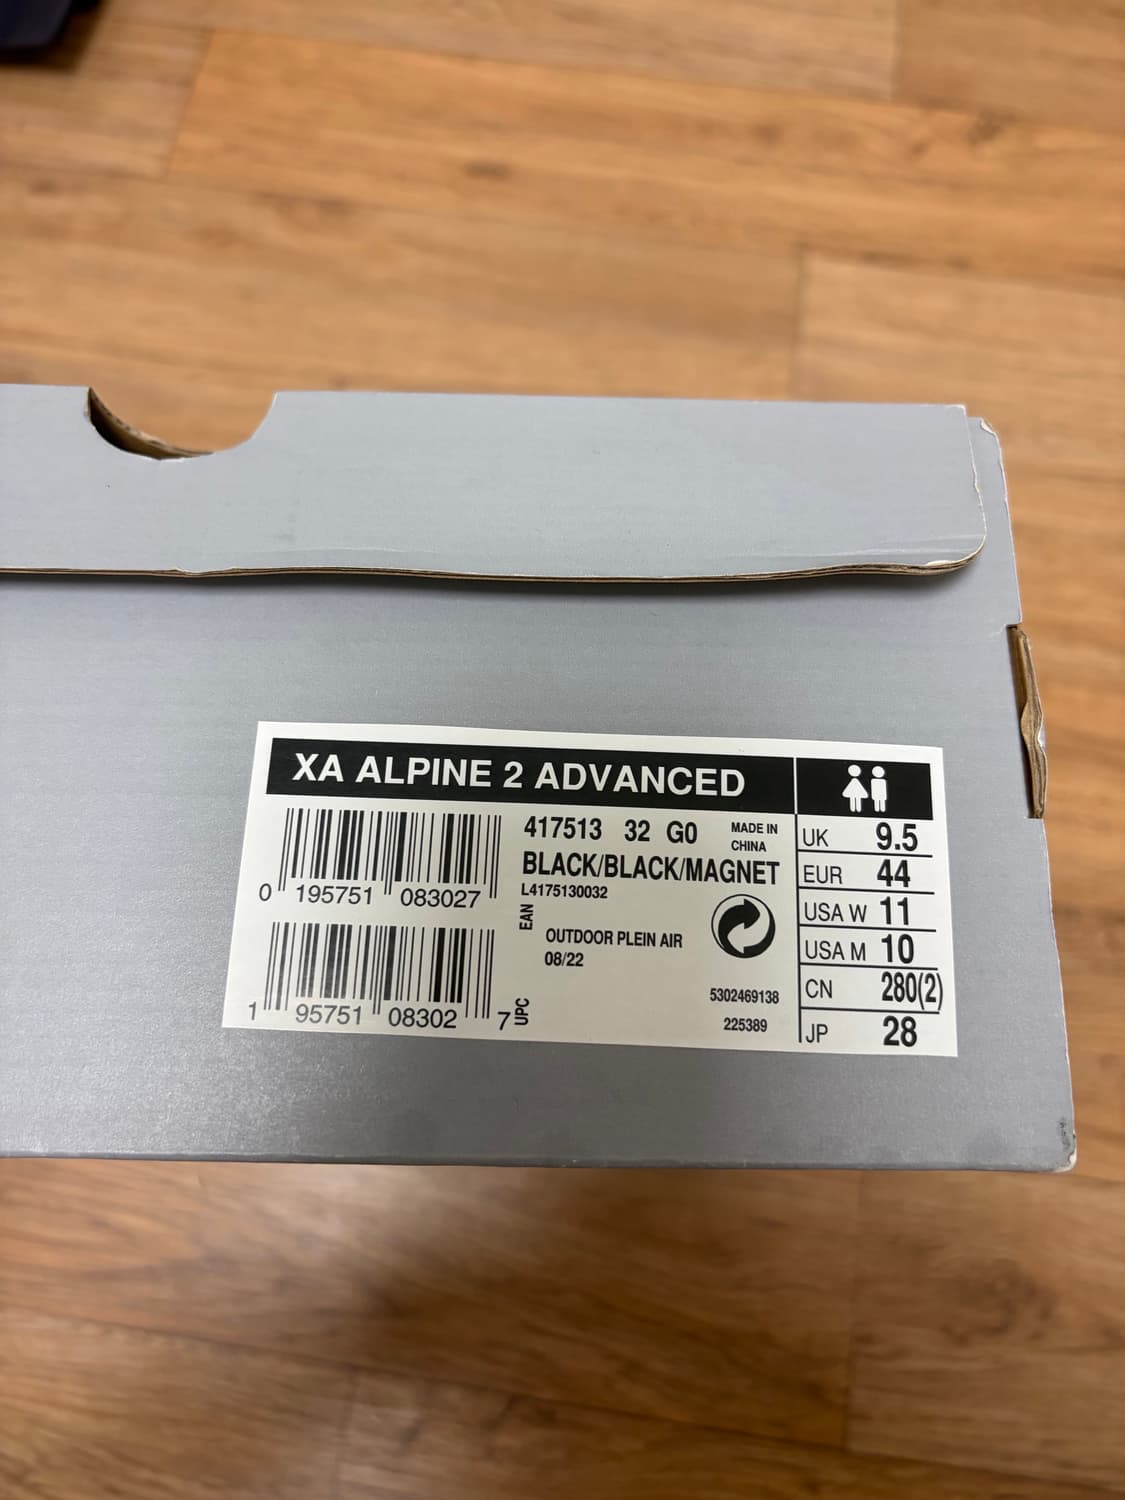 XA ALPINE 2 ADVANCED
0 195751 083027
417513 32 G0
MADE IN
CHINA
BLACK/BLACK/MAGNET
L4175130032
EAN
OUTDOOR PLEIN AIR
08/22
1 95751 08302 7
UPC
5302469138
225389
UK 9.5
EUR 44
USA W 11
USA M 10
CN 280(2)
JP 28